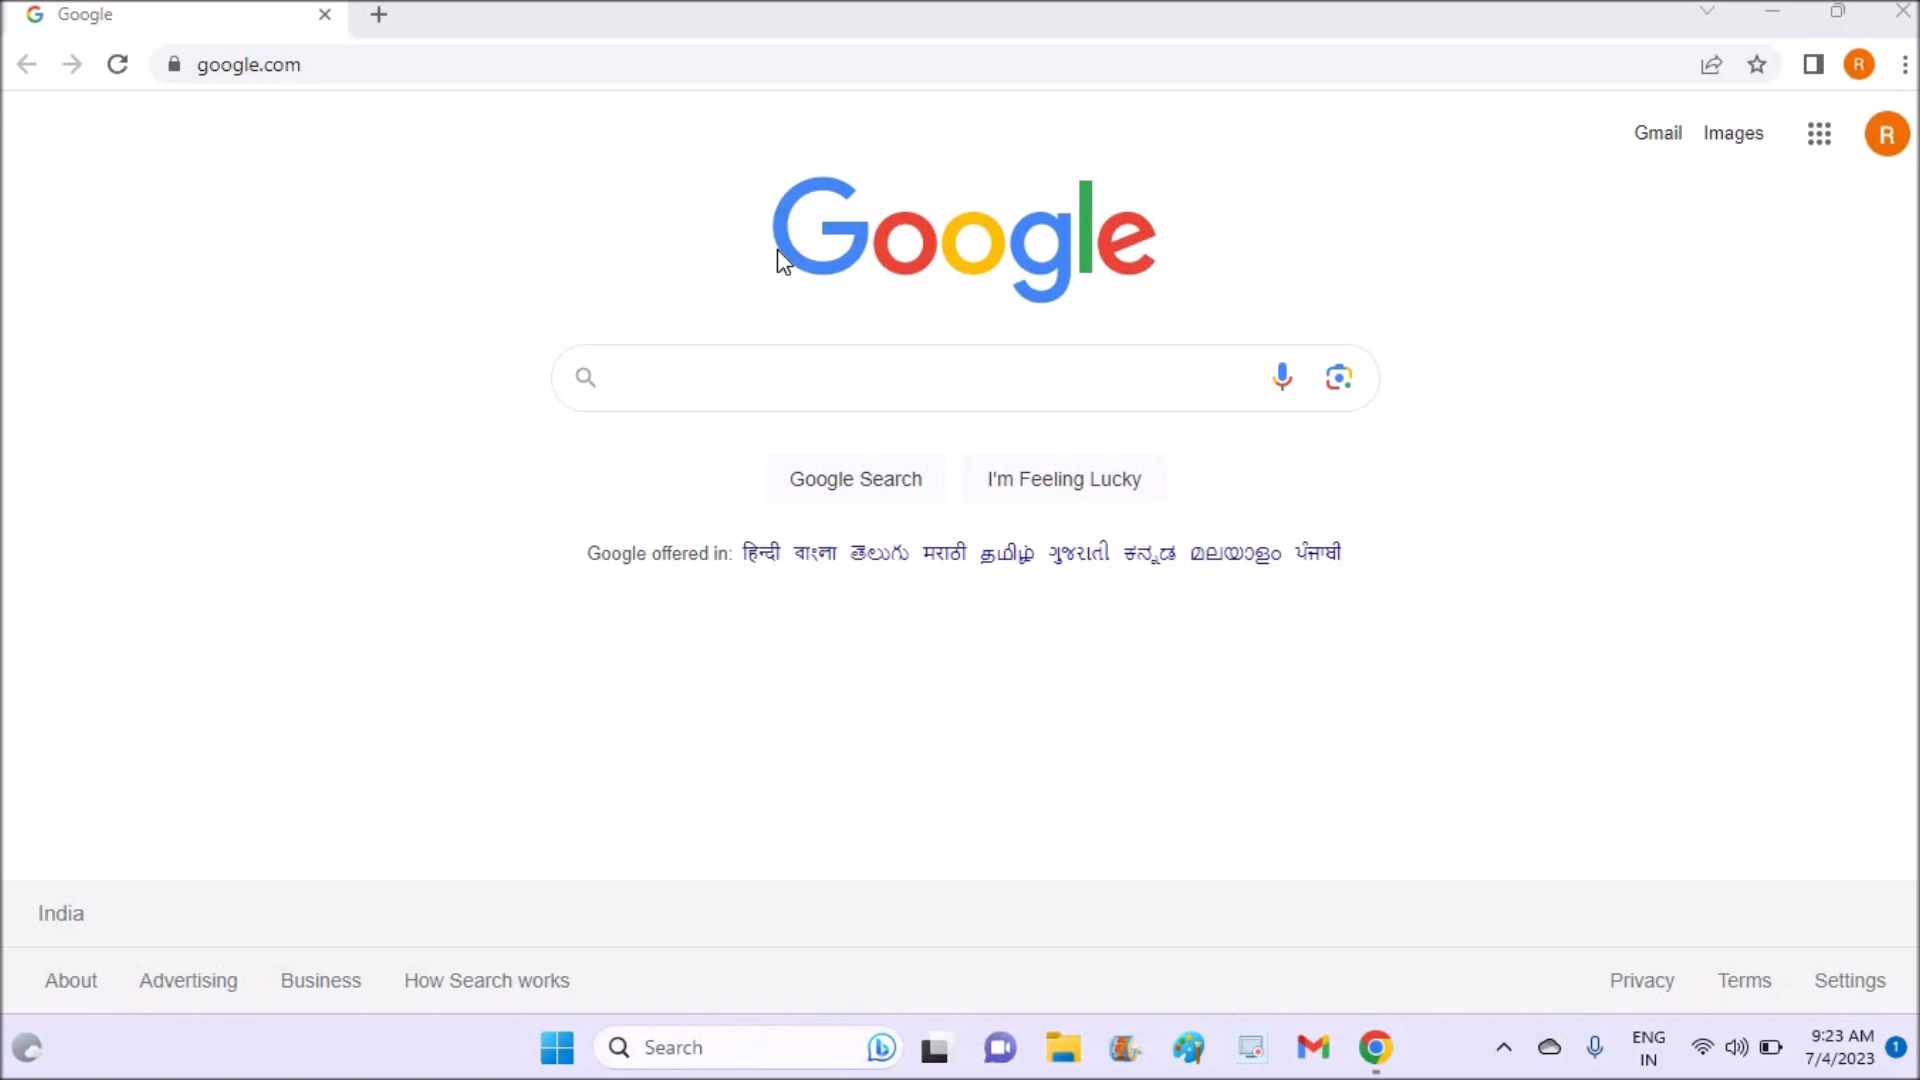 Google
google.com
R
Gmail Images R
Google
Google Search I'm Feeling Lucky
Google offered in: हिन्दी বাংলা తెలుగు मराठी தமிழ் ગુજરાતી ಕನ್ನಡ മലയാളം ਪੰਜਾਬੀ
India
About Advertising Business How Search works Privacy Terms Settings
Search
ENG
IN
9:23 AM
7/4/2023
1